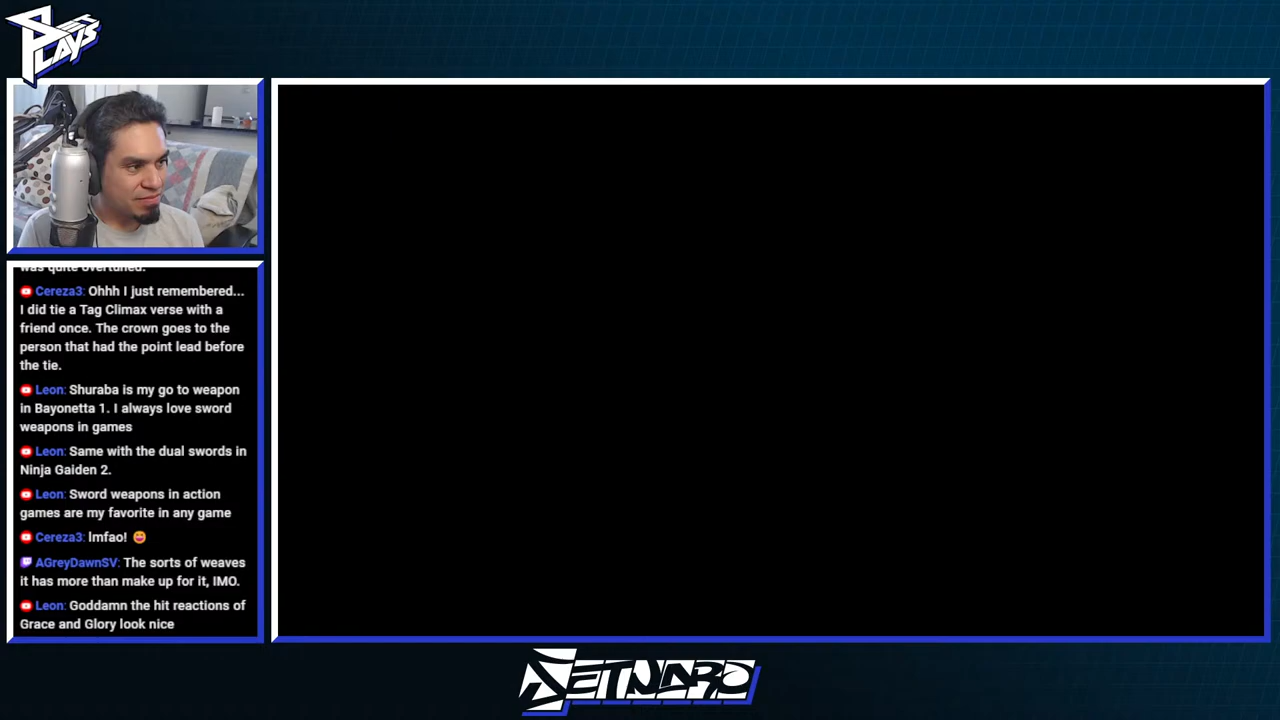 SET
PLAYS
was quite overtuned.
Cereza3: Ohhh I just remembered...
I did tie a Tag Climax verse with a
friend once. The crown goes to the
person that had the point lead before
the tie.
Leon: Shuraba is my go to weapon
in Bayonetta 1. I always love sword
weapons in games
Leon: Same with the dual swords in
Ninja Gaiden 2.
Leon: Sword weapons in action
games are my favorite in any game
Cereza3: lmfao! 😝
AGreyDawnSV: The sorts of weaves
it has more than make up for it, IMO.
Leon: Goddamn the hit reactions of
Grace and Glory look nice
SETNARO